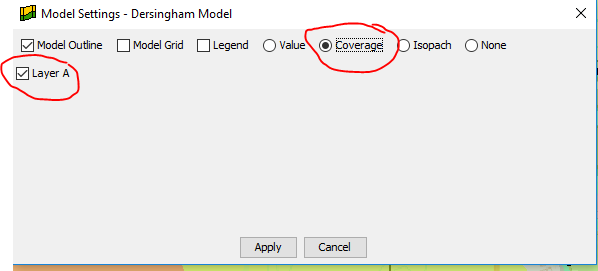 Model Settings - Dersingham Model
Model Outline Model Grid Legend Value Coverage Isopach None
Layer A
Apply Cancel